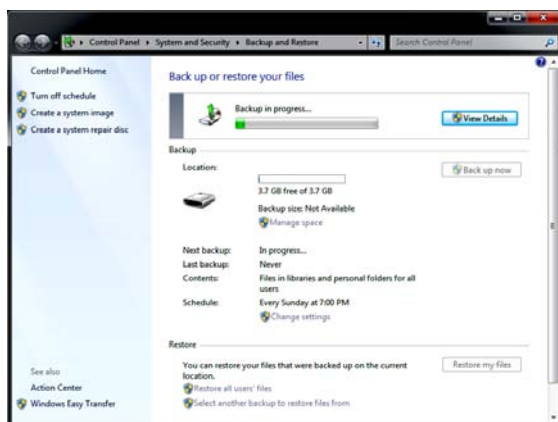 Control Panel System and Security Backup and Restore Search Control Panel
Control Panel Home
Turn off schedule
Create a system image
Create a system repair disc
Back up or restore your files
Backup in progress...
View Details
Backup
Location:
Back up now
3.7 GB free of 3.7 GB
Backup size: Not Available
Manage space
Next backup: In progress...
Last backup: Never
Contents: Files in libraries and personal folders for all
users
Schedule: Every Sunday at 7:00 PM
Change settings
Restore
You can restore your files that were backed up on the current
location.
Restore my files
Restore all users' files
Select another backup to restore files from
See also
Action Center
Windows Easy Transfer